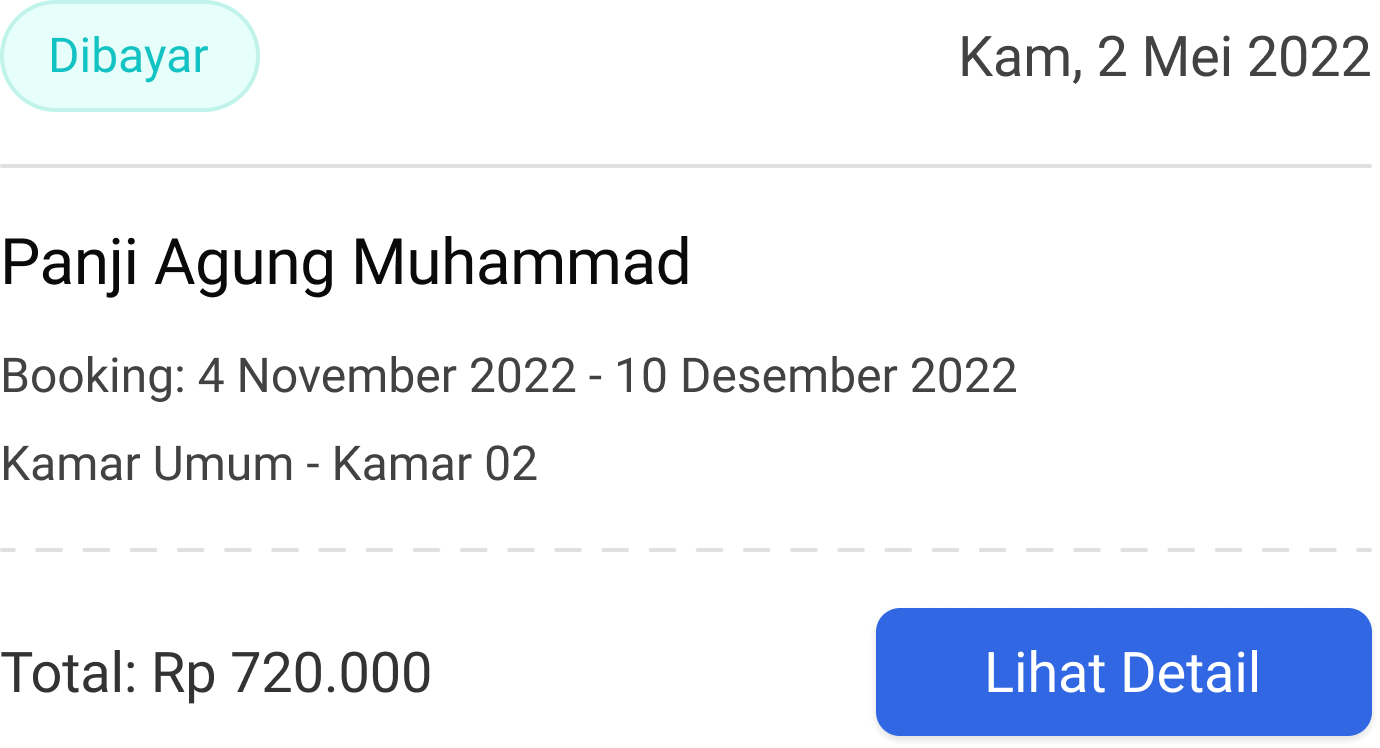 Dibayar
Kam, 2 Mei 2022
Panji Agung Muhammad
Booking: 4 November 2022 - 10 Desember 2022
Kamar Umum - Kamar 02
Total: Rp 720.000
Lihat Detail